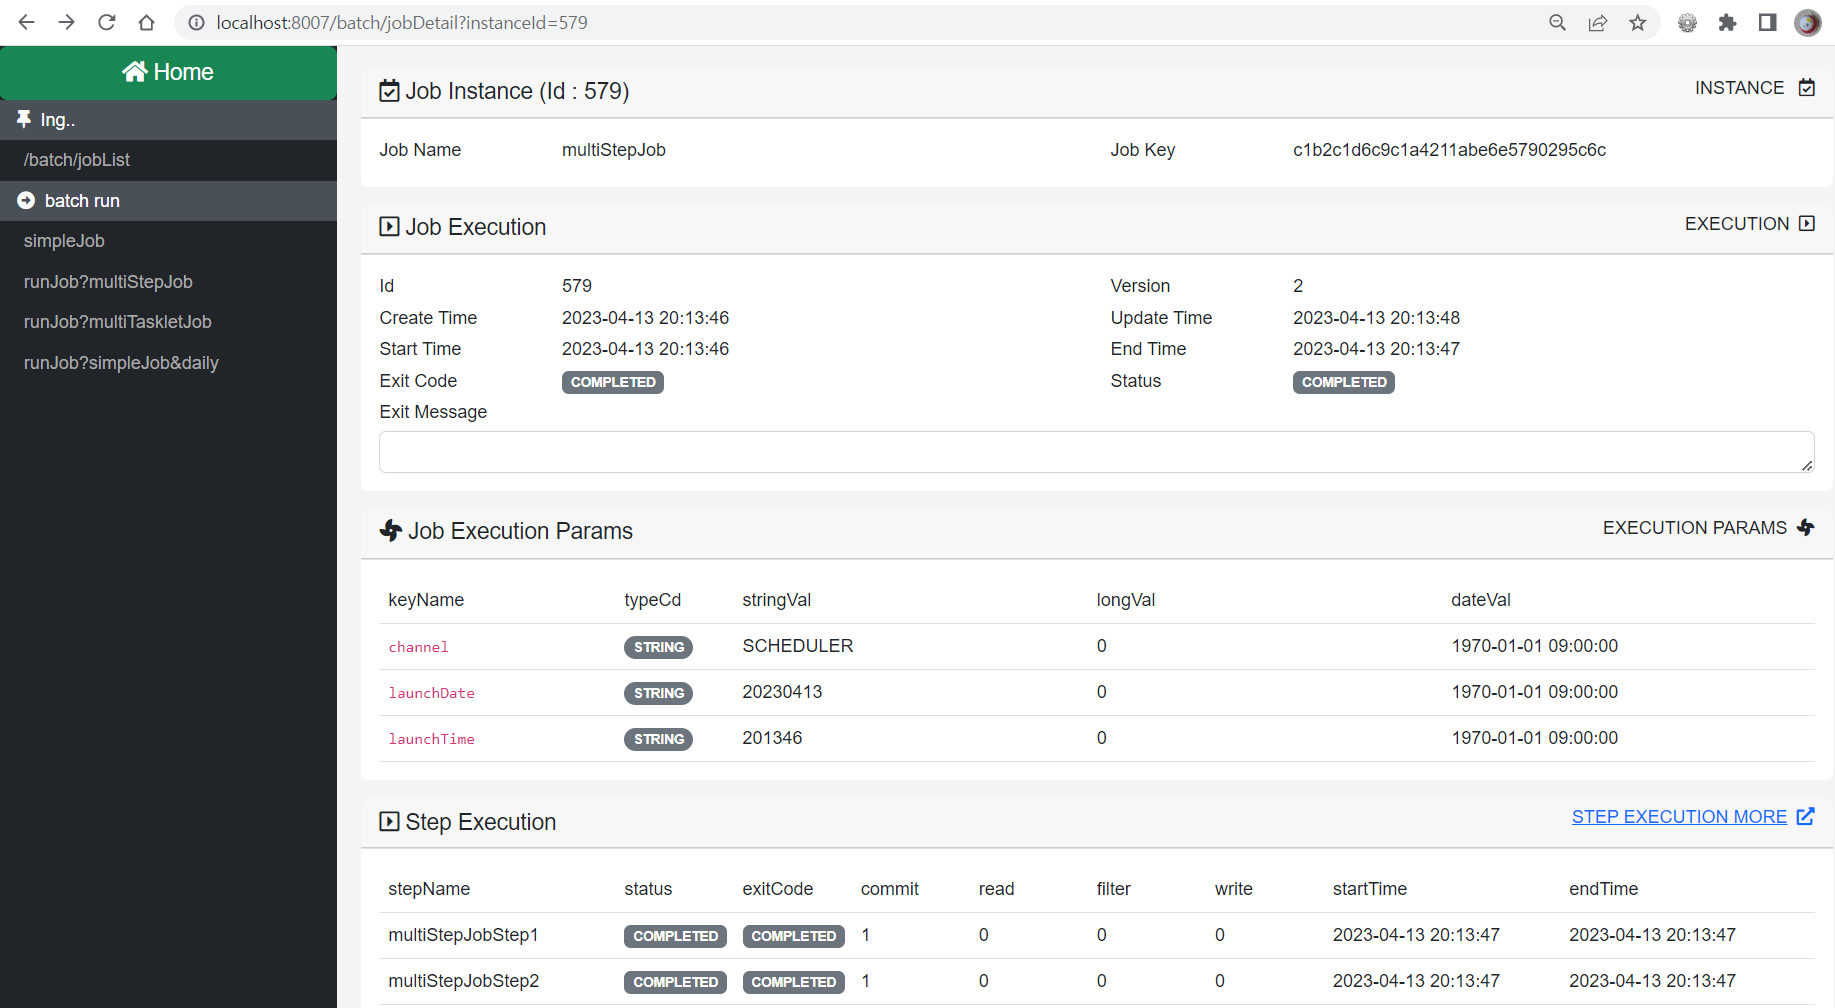 localhost:8007/batch/jobDetail?instanceId=579
Home
Ing..
/batch/jobList
batch run
simpleJob
runJob?multiStepJob
runJob?multiTaskletJob
runJob?simpleJob&daily
Job Instance (Id : 579) INSTANCE
Job Name multiStepJob Job Key c1b2c1d6c9c1a4211abe6e5790295c6c
Job Execution EXECUTION
Id 579 Version 2
Create Time 2023-04-13 20:13:46 Update Time 2023-04-13 20:13:48
Start Time 2023-04-13 20:13:46 End Time 2023-04-13 20:13:47
Exit Code COMPLETED Status COMPLETED
Exit Message
Job Execution Params EXECUTION PARAMS
keyName typeCd stringVal longVal dateVal
channel STRING SCHEDULER 0 1970-01-01 09:00:00
launchDate STRING 20230413 0 1970-01-01 09:00:00
launchTime STRING 201346 0 1970-01-01 09:00:00
Step Execution STEP EXECUTION MORE
stepName status exitCode commit read filter write startTime endTime
multiStepJobStep1 COMPLETED COMPLETED 1 0 0 0 2023-04-13 20:13:47 2023-04-13 20:13:47
multiStepJobStep2 COMPLETED COMPLETED 1 0 0 0 2023-04-13 20:13:47 2023-04-13 20:13:47